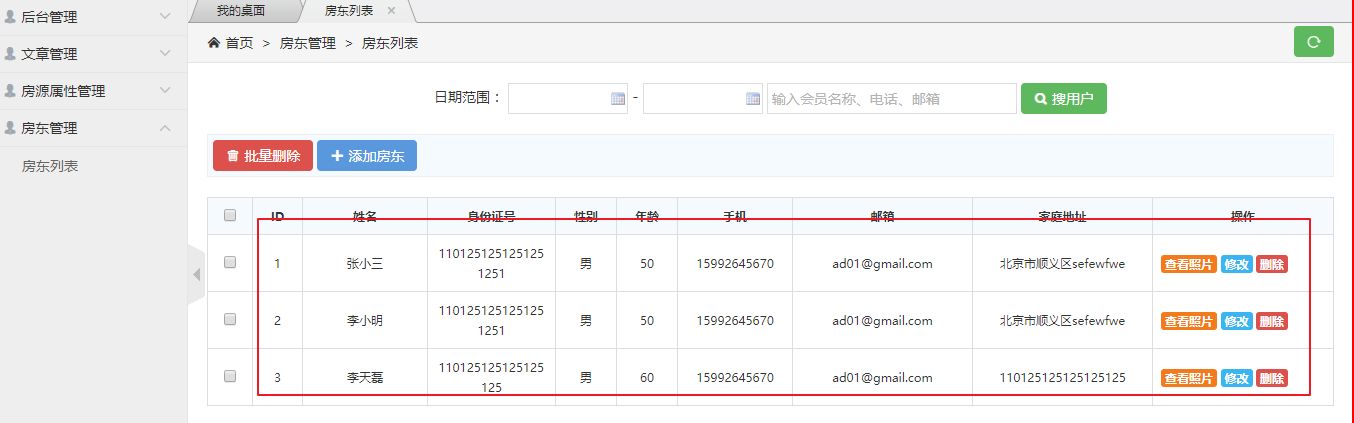 我的桌面 房东列表 ×
后台管理
文章管理
房源属性管理
房东管理
房东列表
首页 > 房东管理 > 房东列表
日期范围： - 输入会员名称、电话、邮箱 搜用户
批量删除 添加房东
ID 姓名 身份证号 性别 年龄 手机 邮箱 家庭地址 操作
1 张小三 110125125125125 男 50 15992645670 ad01@gmail.com 北京市顺义区sefewfwe 查看照片 修改 删除
1251
2 李小明 110125125125125 男 50 15992645670 ad01@gmail.com 北京市顺义区sefewfwe 查看照片 修改 删除
1251
3 李天磊 110125125125125 男 60 15992645670 ad01@gmail.com 110125125125125125 查看照片 修改 删除
125